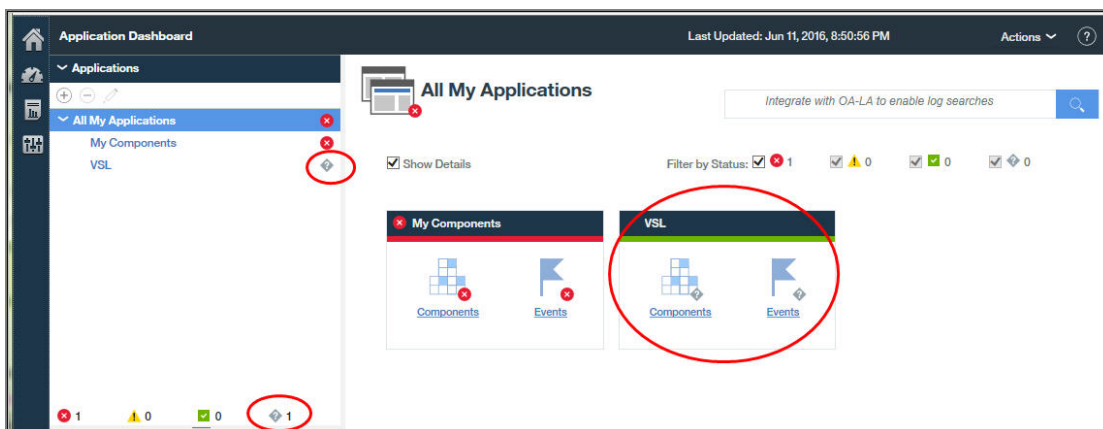 Application Dashboard
Last Updated: Jun 11, 2016, 8:50:56 PM
Actions
?
Applications
All My Applications
My Components
VSL
All My Applications
Integrate with OA-LA to enable log searches
Show Details
Filter by Status: 1 0 0 0
My Components
Components Events
VSL
Components Events
1 0 0 1